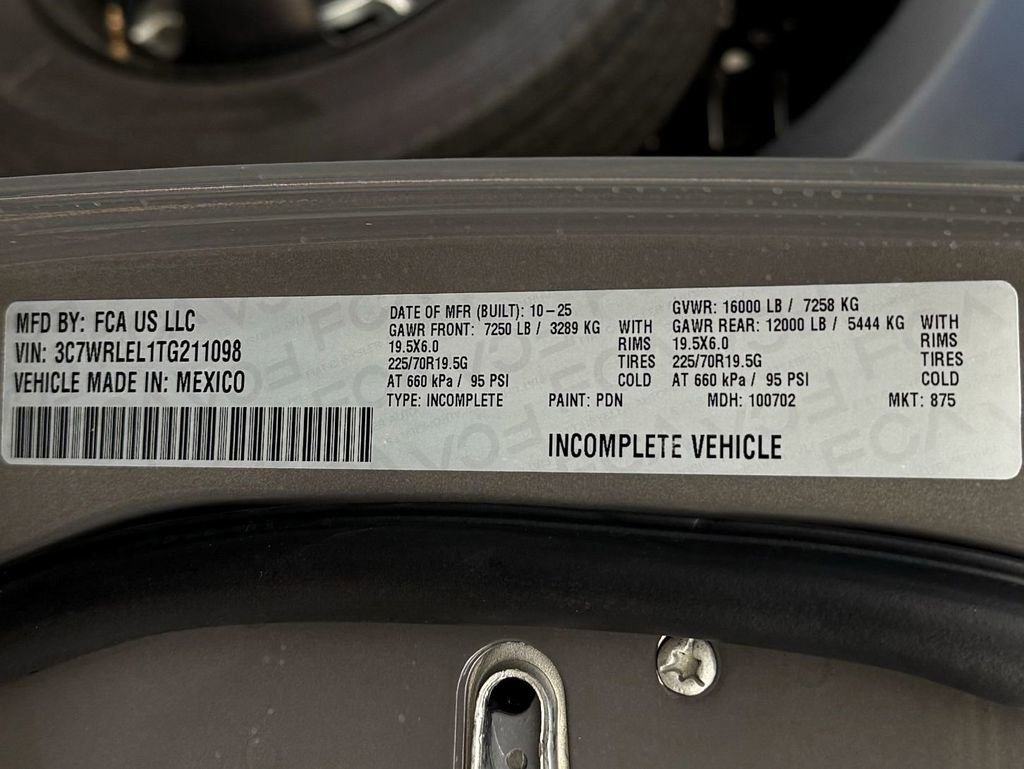 MFD BY: FCA US LLC
VIN: 3C7WRLEL1TG211098
VEHICLE MADE IN: MEXICO
DATE OF MFR (BUILT): 10-25
GAWR FRONT: 7250 LB / 3289 KG WITH
19.5X6.0 RIMS
225/70R19.5G TIRES
AT 660 kPa / 95 PSI COLD
GVWR: 16000 LB / 7258 KG
GAWR REAR: 12000 LB / 5444 KG WITH
19.5X6.0 RIMS
225/70R19.5G TIRES
AT 660 kPa / 95 PSI COLD
TYPE: INCOMPLETE PAINT: PDN MDH: 100702 MKT: 875
INCOMPLETE VEHICLE